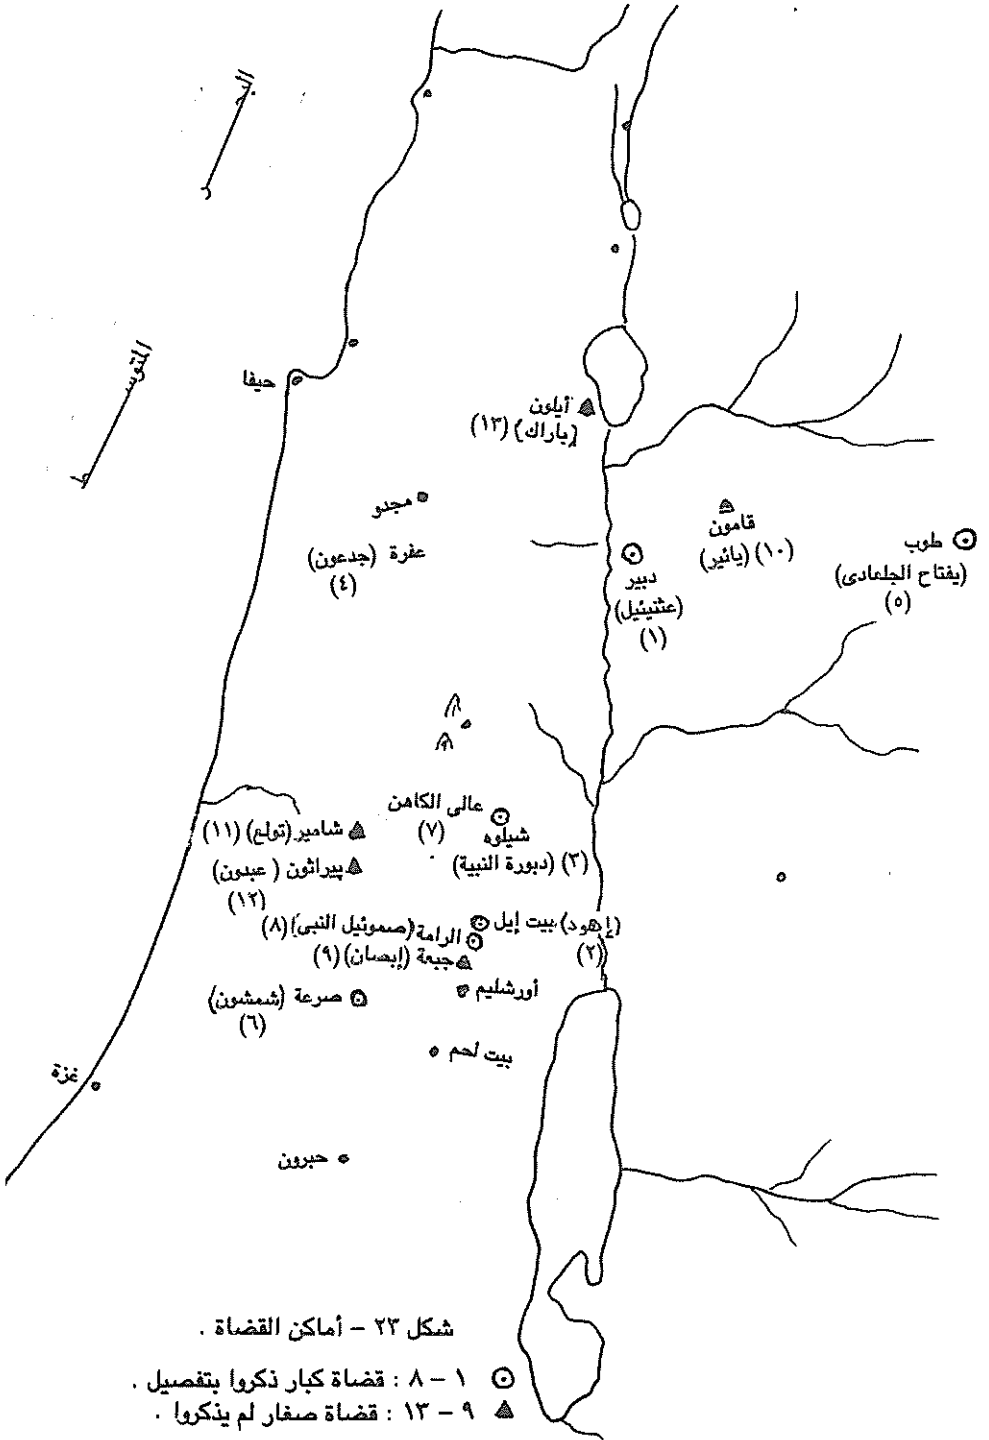 البحر
المتوسط
حيفا
أيلون
(باراك) (١٣)
مجدو
عفرة (جدعون)
(٤)
قامون
(١٠) (يائير)
طوب
(يفتاح الجلعادى)
(٥)
دبير
(عثنيئيل)
(١)
عالى الكاهن
(٧)
شيلوه
(٣) (دبورة النبية)
شامير (تولع) (١١)
پيراثون (عبدون)
(١٢)
(إهود) بيت إيل
(٢)
الرامة (صموئيل النبى) (٨)
جبعة (إبصان) (٩)
أورشليم
صرعة (شمشون)
(٦)
بيت لحم
غزة
حبرون
شكل ٢٣ – أماكن القضاة .
١ – ٨ : قضاة كبار ذكروا بتفصيل .
٩ – ١٣ : قضاة صغار لم يذكروا .